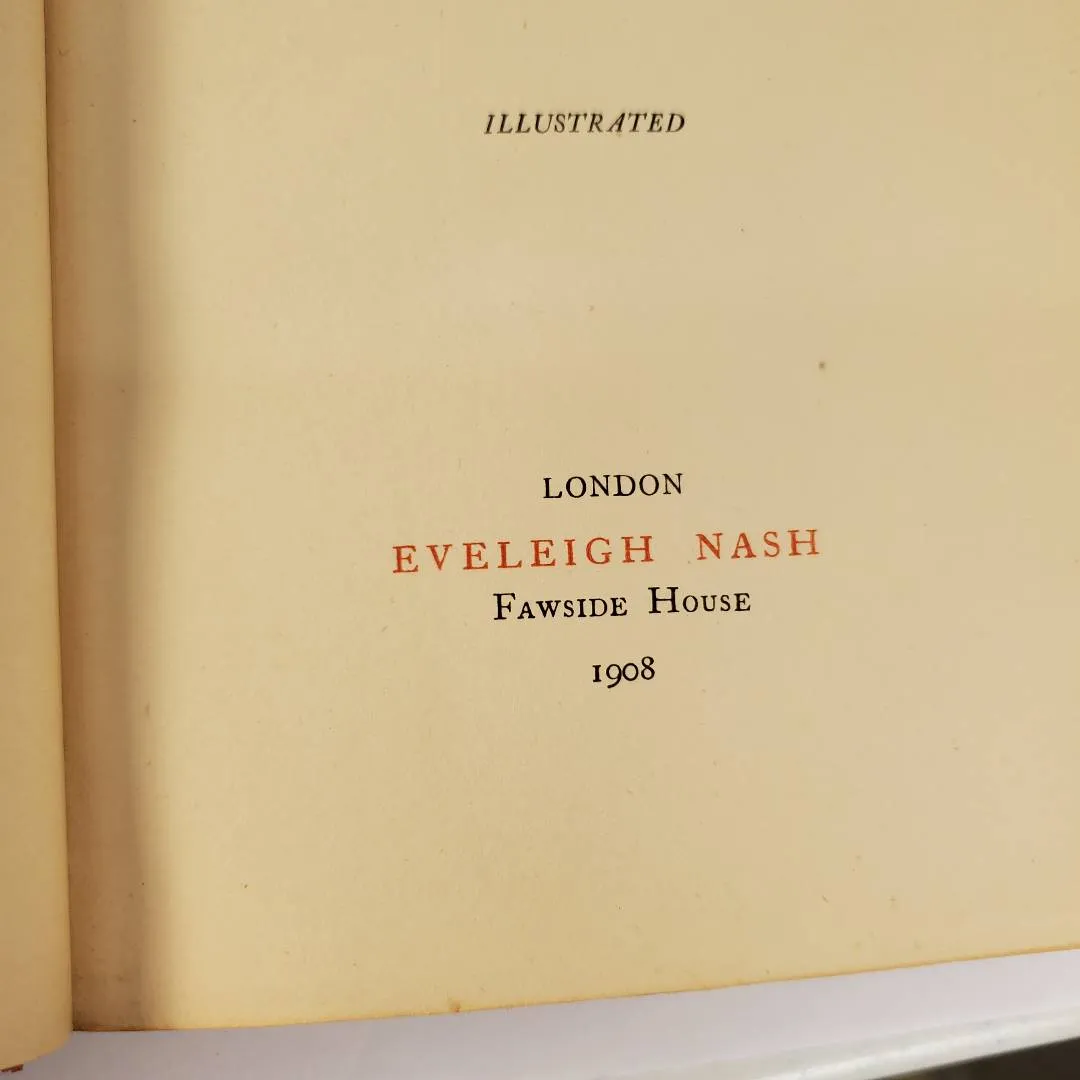 ILLUSTRATED
LONDON
EVELEIGH NASH
FAWSIDE HOUSE
1908